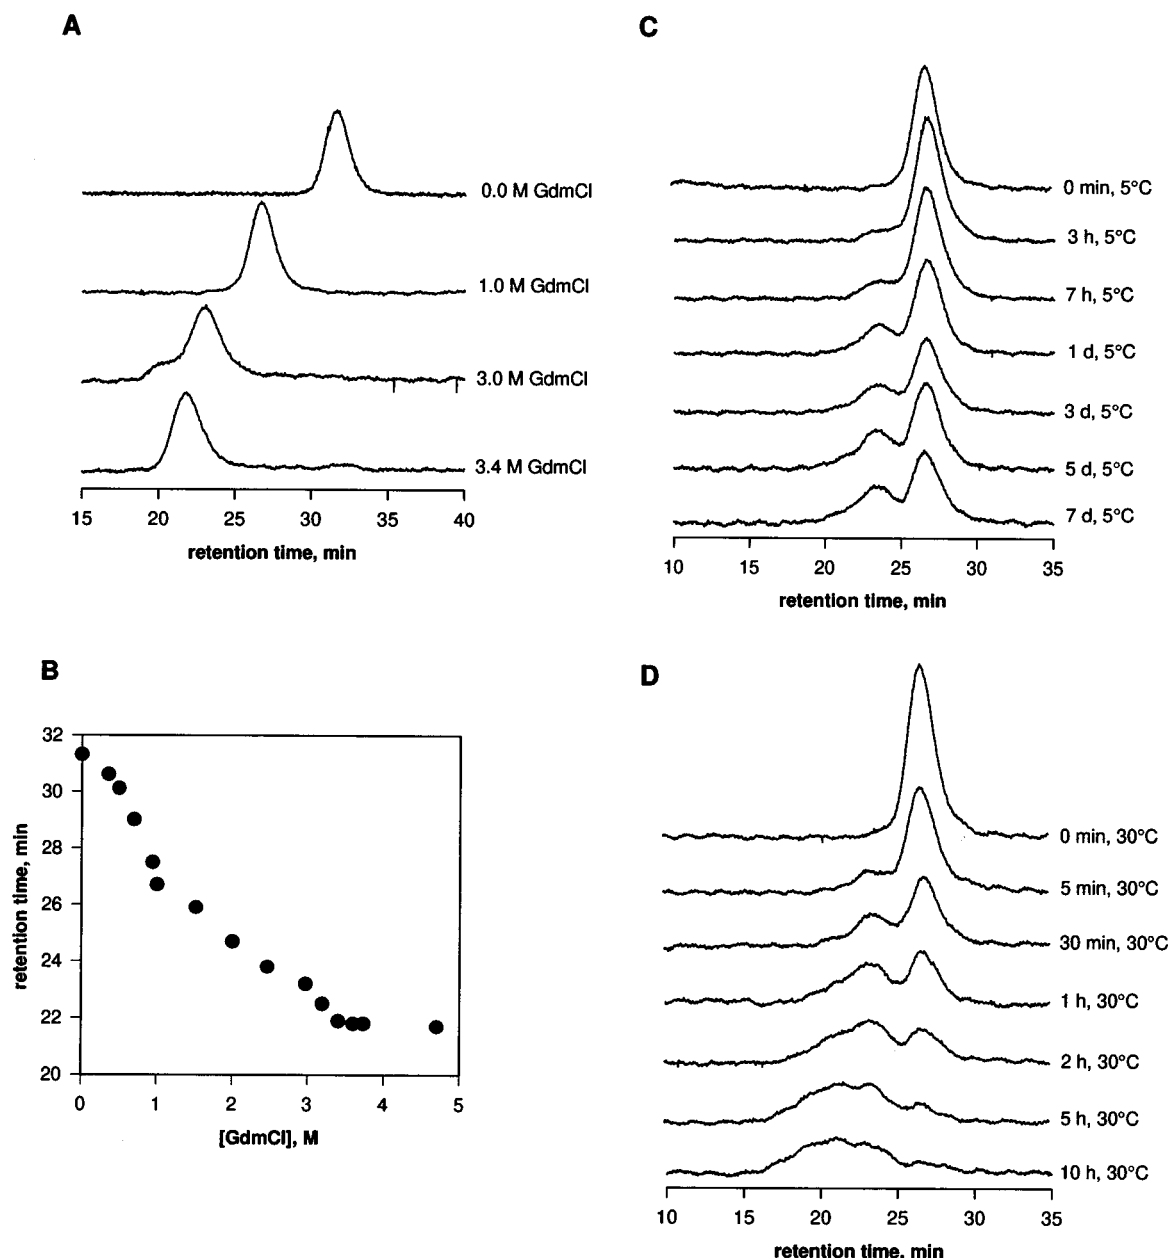 A
0.0 M GdmCl
1.0 M GdmCl
3.0 M GdmCl
3.4 M GdmCl
15 20 25 30 35 40
retention time, min
B
retention time, min
32
30
28
26
24
22
20
0 1 2 3 4 5
[GdmCl], M
C
0 min, 5°C
3 h, 5°C
7 h, 5°C
1 d, 5°C
3 d, 5°C
5 d, 5°C
7 d, 5°C
10 15 20 25 30 35
retention time, min
D
0 min, 30°C
5 min, 30°C
30 min, 30°C
1 h, 30°C
2 h, 30°C
5 h, 30°C
10 h, 30°C
10 15 20 25 30 35
retention time, min